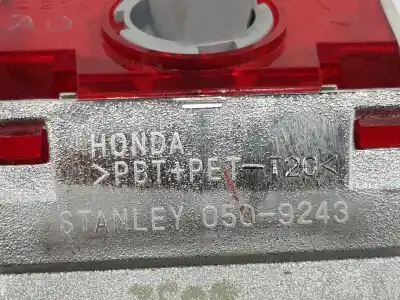 HONDA
>PBT+PET-T20<
STANLEY 050-9243